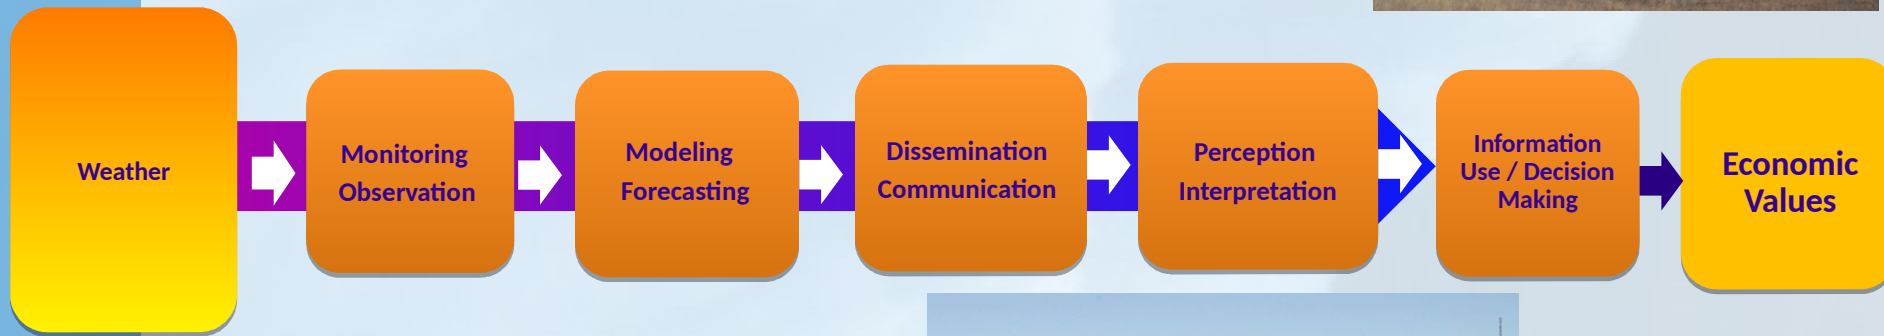 Weather
Monitoring
Observation
Modeling
Forecasting
Dissemination
Communication
Perception
Interpretation
Information
Use / Decision
Making
Economic
Values